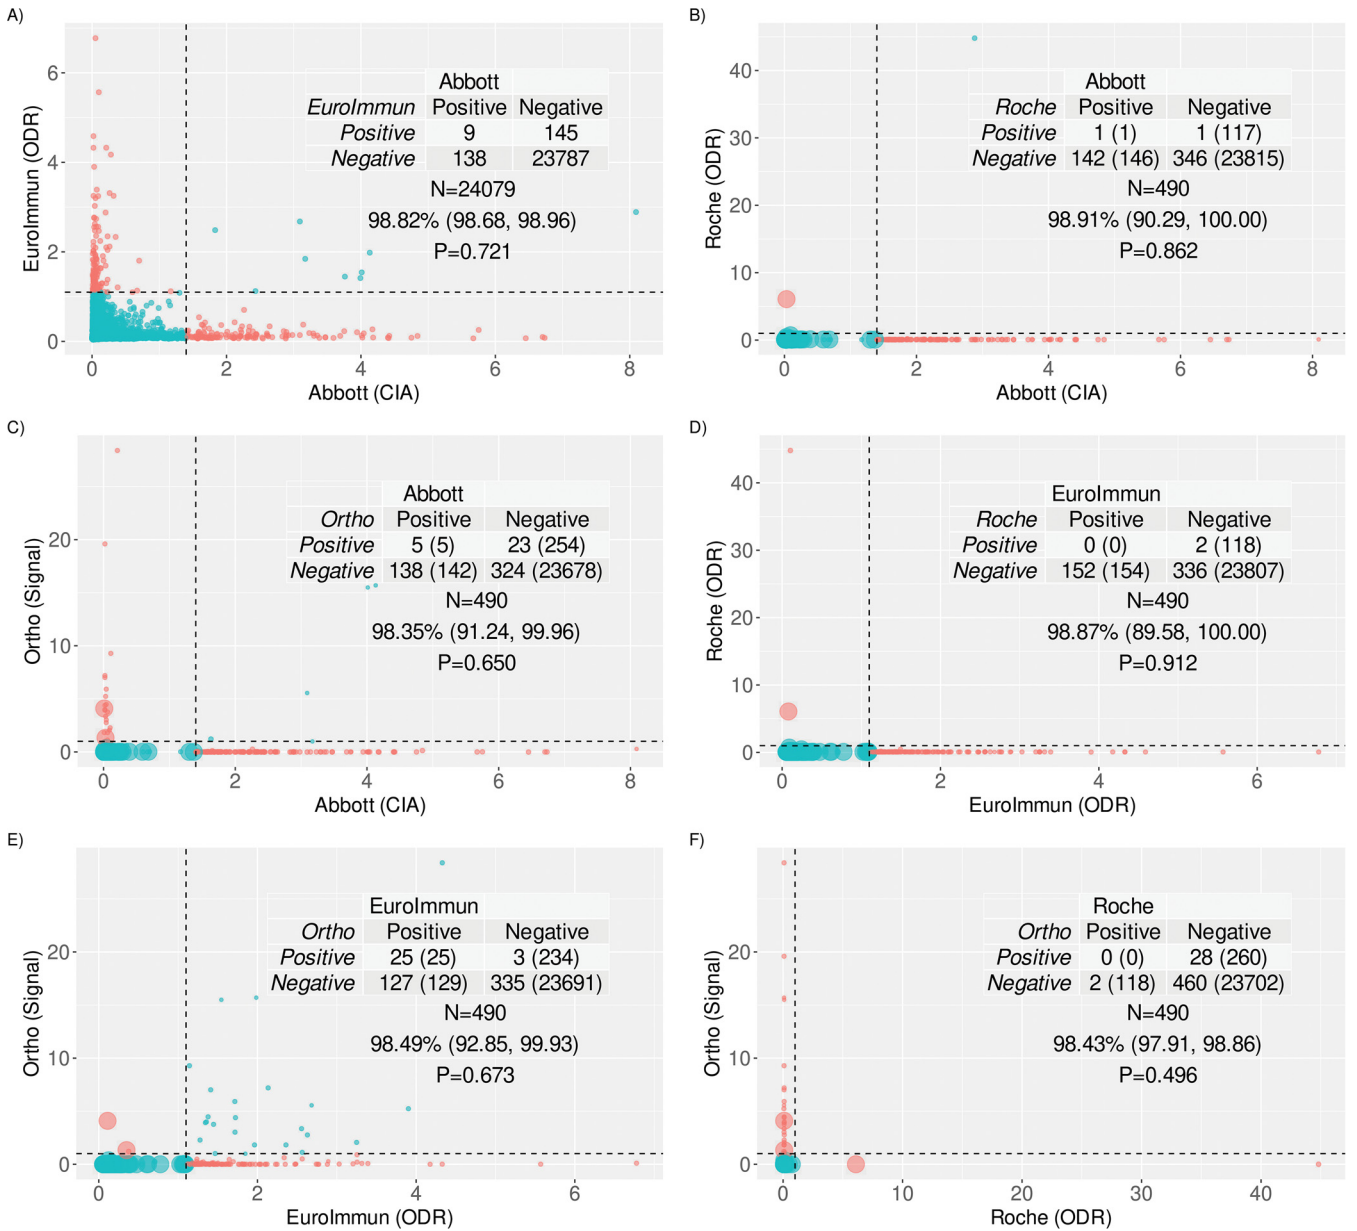 A)
Abbott
EuroImmun Positive Negative
Positive 9 145
Negative 138 23787
N=24079
98.82% (98.68, 98.96)
P=0.721
6
4
2
0
EuroImmun (ODR)
0 2 4 6 8
Abbott (CIA)
B)
Abbott
Roche Positive Negative
Positive 1 (1) 1 (117)
Negative 142 (146) 346 (23815)
N=490
98.91% (90.29, 100.00)
P=0.862
40
30
20
10
0
Roche (ODR)
0 2 4 6 8
Abbott (CIA)
C)
Abbott
Ortho Positive Negative
Positive 5 (5) 23 (254)
Negative 138 (142) 324 (23678)
N=490
98.35% (91.24, 99.96)
P=0.650
20
10
0
Ortho (Signal)
0 2 4 6 8
Abbott (CIA)
D)
EuroImmun
Roche Positive Negative
Positive 0 (0) 2 (118)
Negative 152 (154) 336 (23807)
N=490
98.87% (89.58, 100.00)
P=0.912
40
30
20
10
0
Roche (ODR)
0 2 4 6
EuroImmun (ODR)
E)
EuroImmun
Ortho Positive Negative
Positive 25 (25) 3 (234)
Negative 127 (129) 335 (23691)
N=490
98.49% (92.85, 99.93)
P=0.673
20
10
0
Ortho (Signal)
0 2 4 6
EuroImmun (ODR)
F)
Roche
Ortho Positive Negative
Positive 0 (0) 28 (260)
Negative 2 (118) 460 (23702)
N=490
98.43% (97.91, 98.86)
P=0.496
20
10
0
Ortho (Signal)
0 10 20 30 40
Roche (ODR)